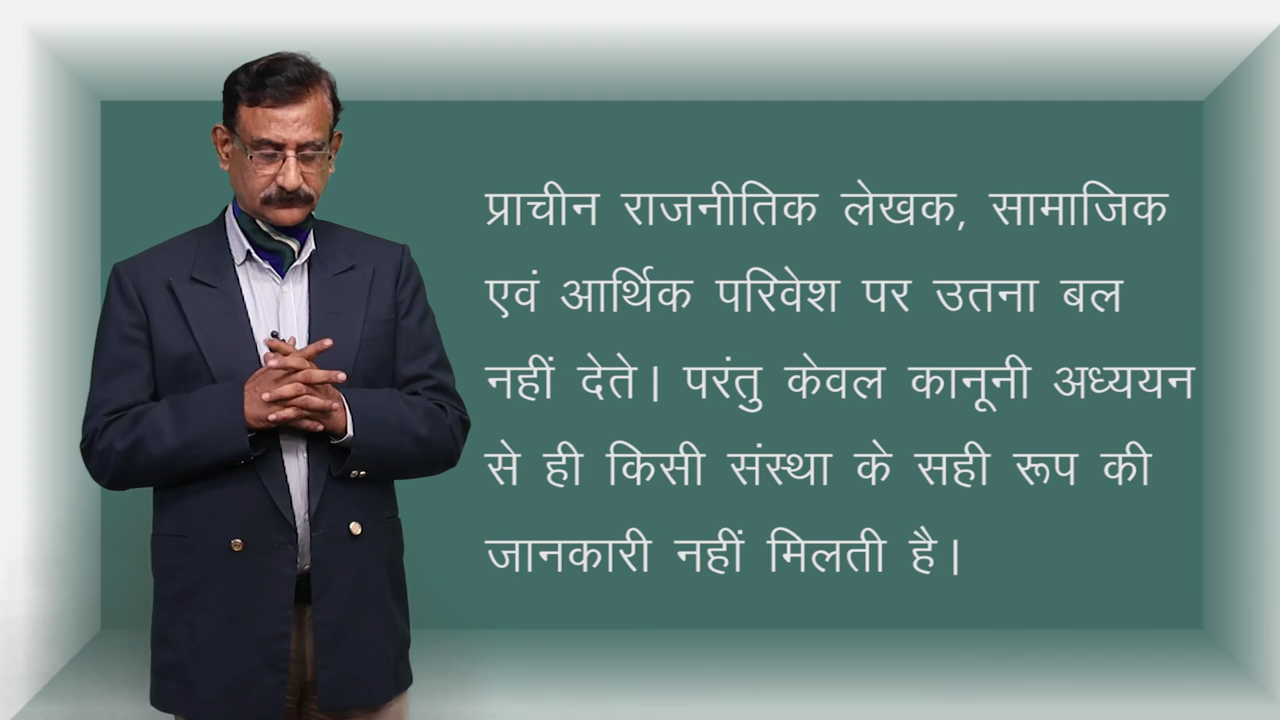 प्राचीन राजनीतिक लेखक, सामाजिक
एवं आर्थिक परिवेश पर उतना बल
नहीं देते। परंतु केवल कानूनी अध्ययन
से ही किसी संस्था के सही रूप की
जानकारी नहीं मिलती है।